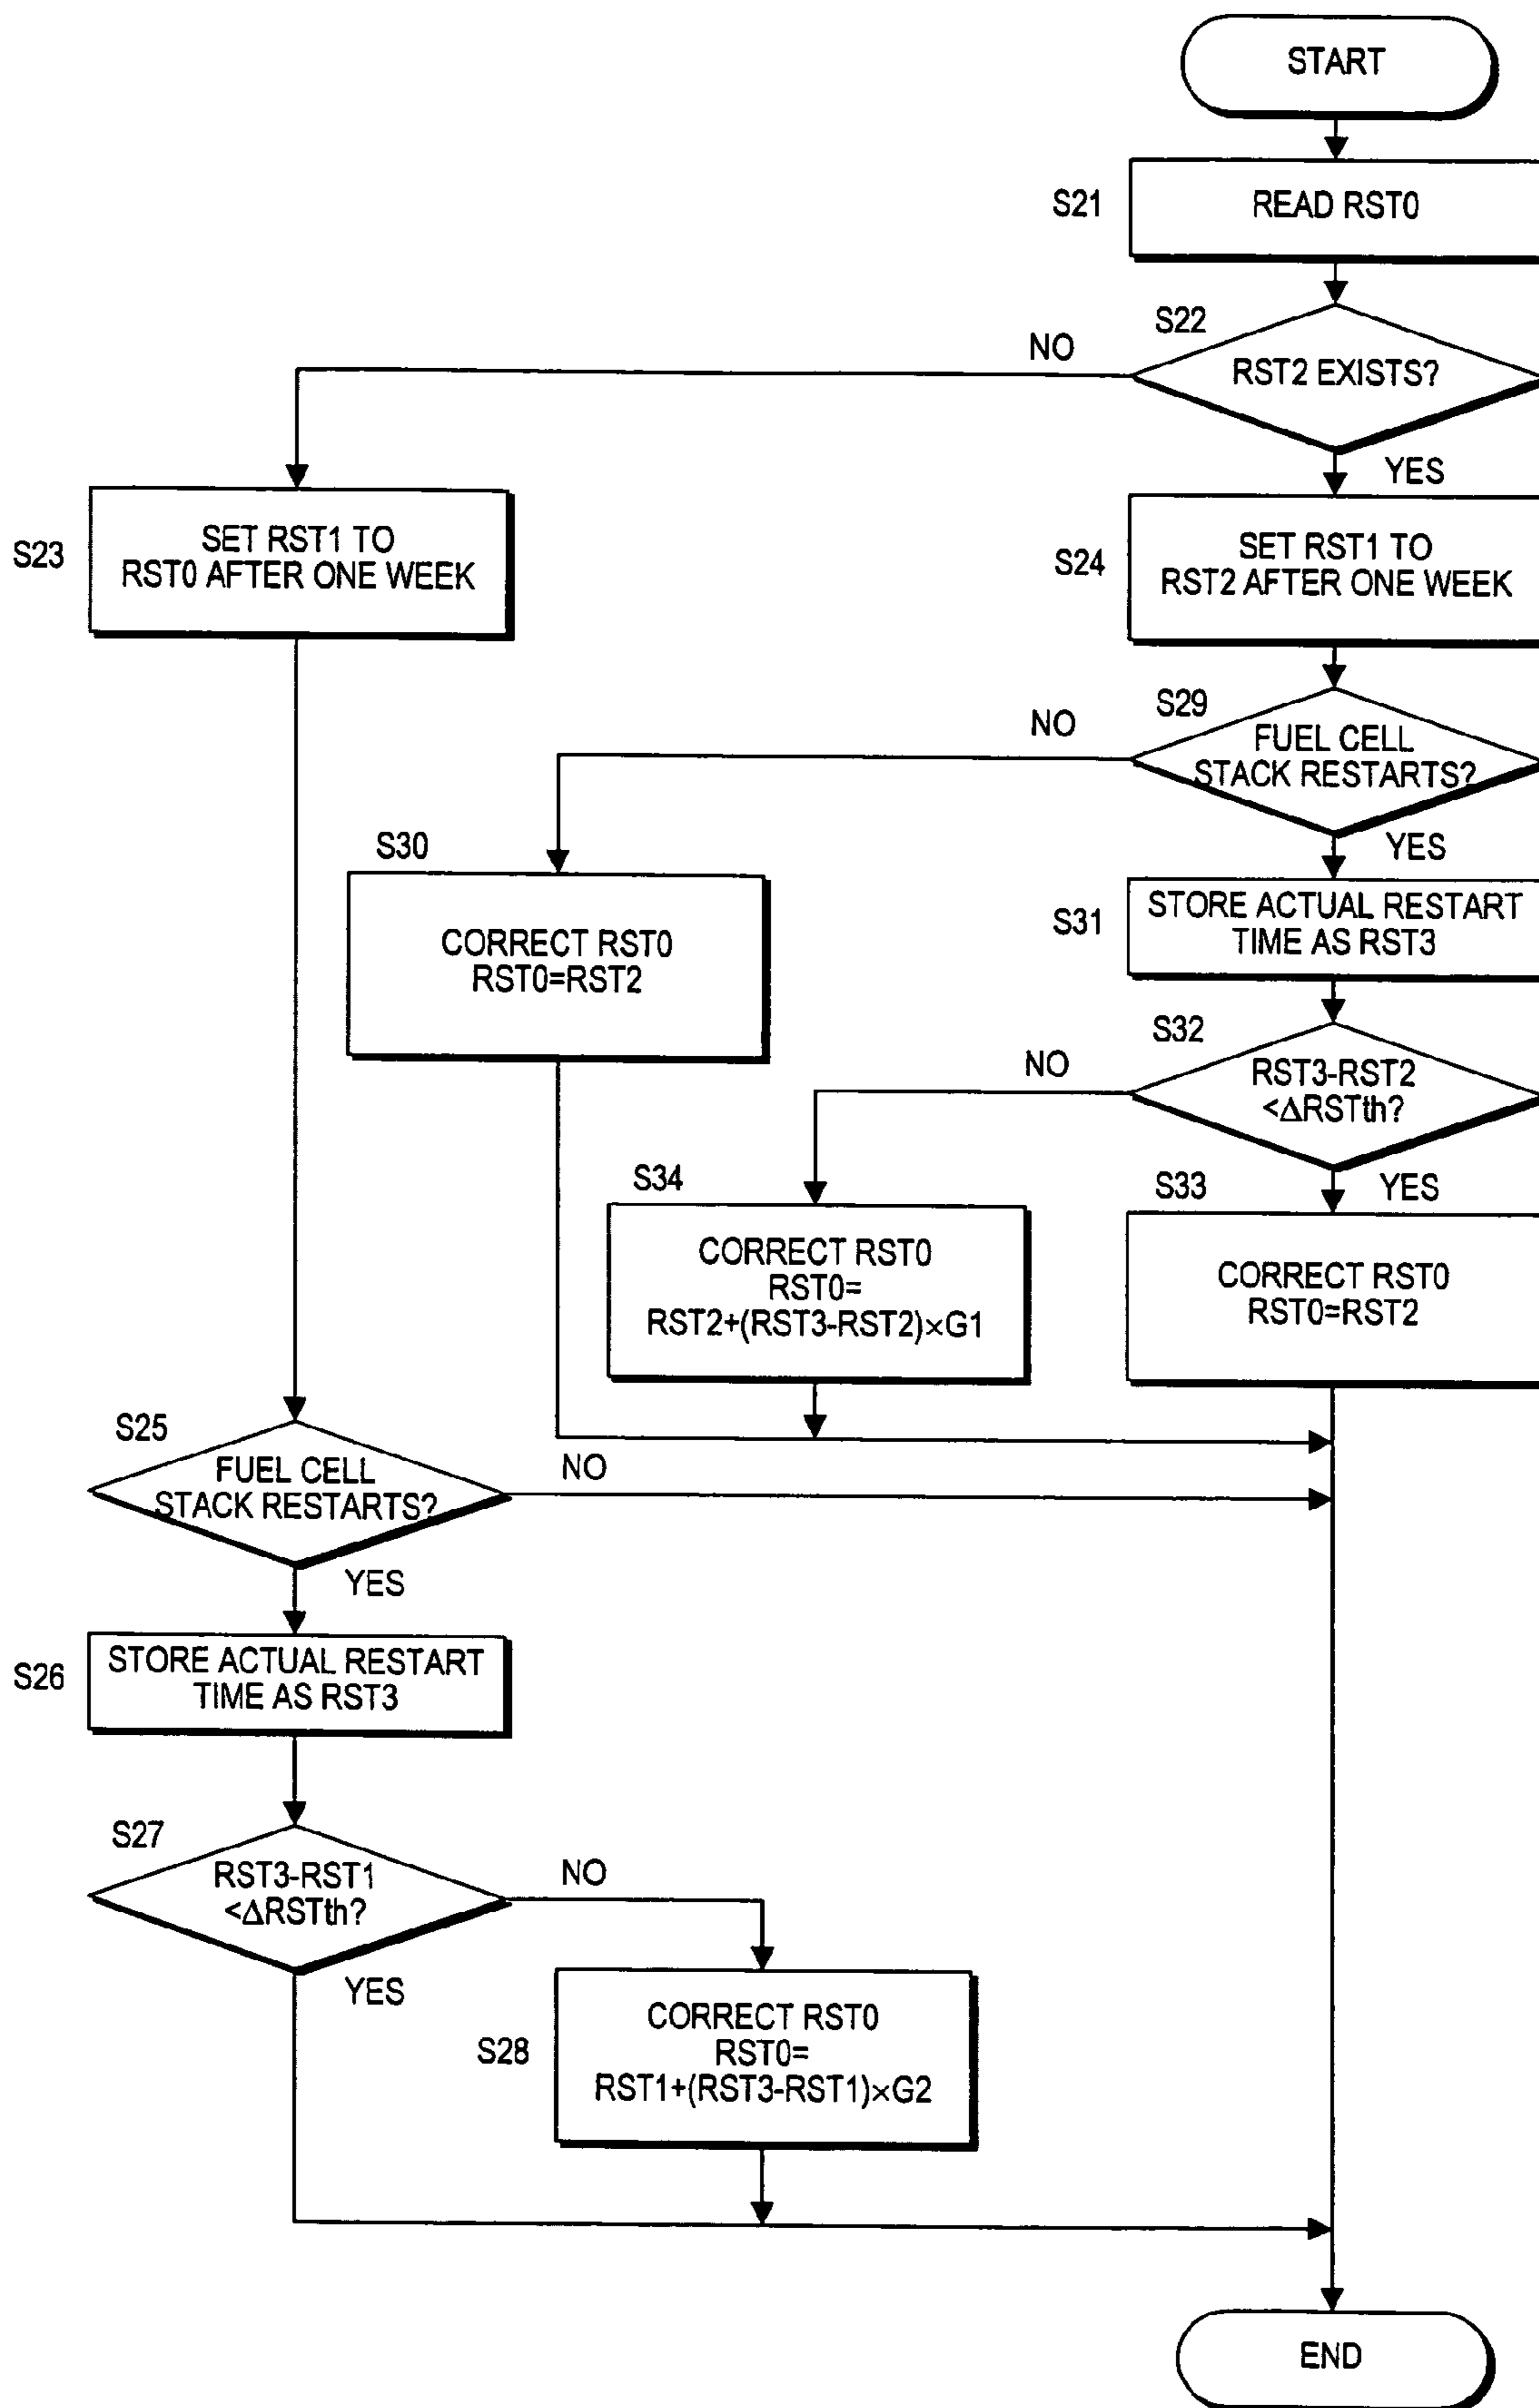 START
S21
READ RST0
S22
RST2 EXISTS?
NO
YES
S23
SET RST1 TO
RST0 AFTER ONE WEEK
S24
SET RST1 TO
RST2 AFTER ONE WEEK
S29
FUEL CELL
STACK RESTARTS?
NO
YES
S30
CORRECT RST0
RST0=RST2
S31
STORE ACTUAL RESTART
TIME AS RST3
S32
RST3-RST2
<ΔRSTth?
NO
YES
S34
CORRECT RST0
RST0=
RST2+(RST3-RST2)×G1
S33
CORRECT RST0
RST0=RST2
S25
FUEL CELL
STACK RESTARTS?
NO
YES
S26
STORE ACTUAL RESTART
TIME AS RST3
S27
RST3-RST1
<ΔRSTth?
NO
YES
S28
CORRECT RST0
RST0=
RST1+(RST3-RST1)×G2
END